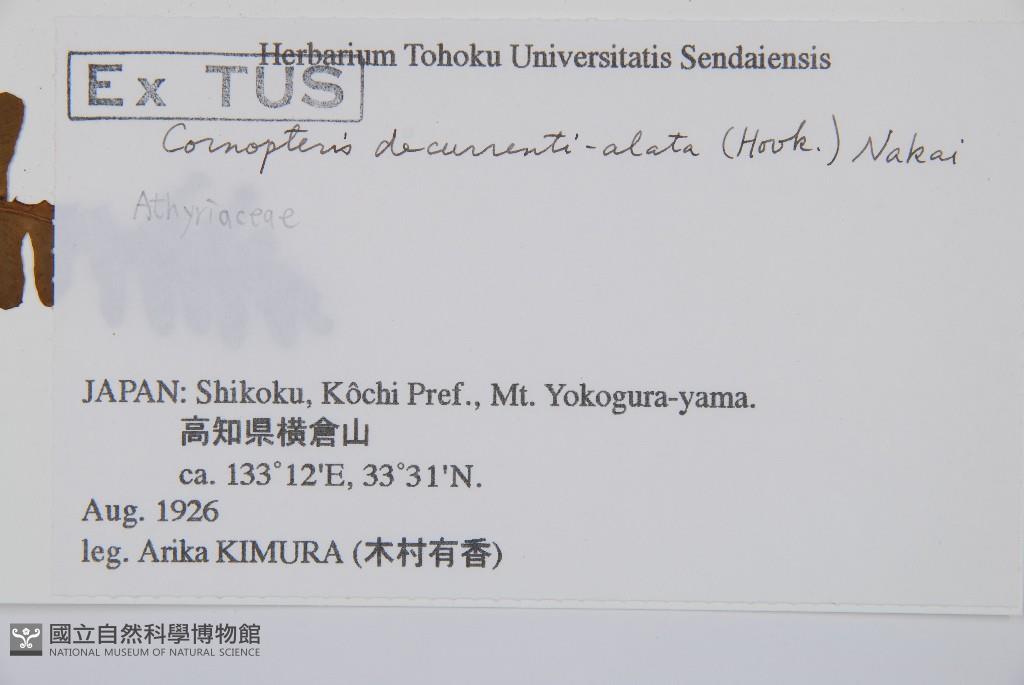 Herbarium Tohoku Universitatis Sendaiensis
Ex TUS
Cornopteris decurrenti-alata (Hook.) Nakai
Athyriaceae
JAPAN: Shikoku, Kôchi Pref., Mt. Yokogura-yama.
高知県横倉山
ca. 133°12'E, 33°31'N.
Aug. 1926
leg. Arika KIMURA (木村有香)
國立自然科學博物館
NATIONAL MUSEUM OF NATURAL SCIENCE